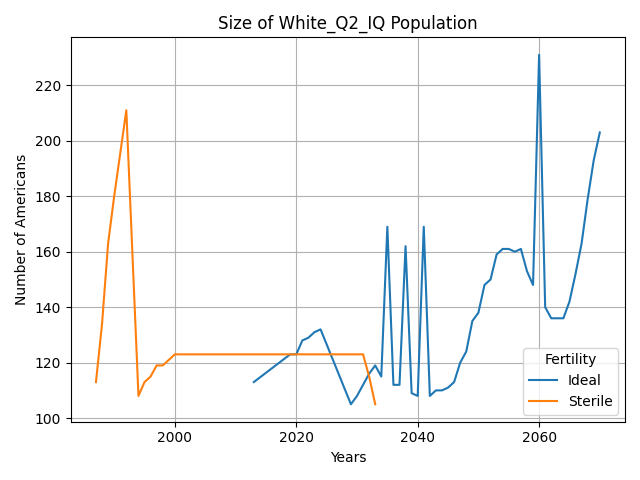 Size of White_Q2_IQ Population
Number of Americans
220
200
180
160
140
120
100
2000
2020
2040
2060
Years
Fertility
Ideal
Sterile